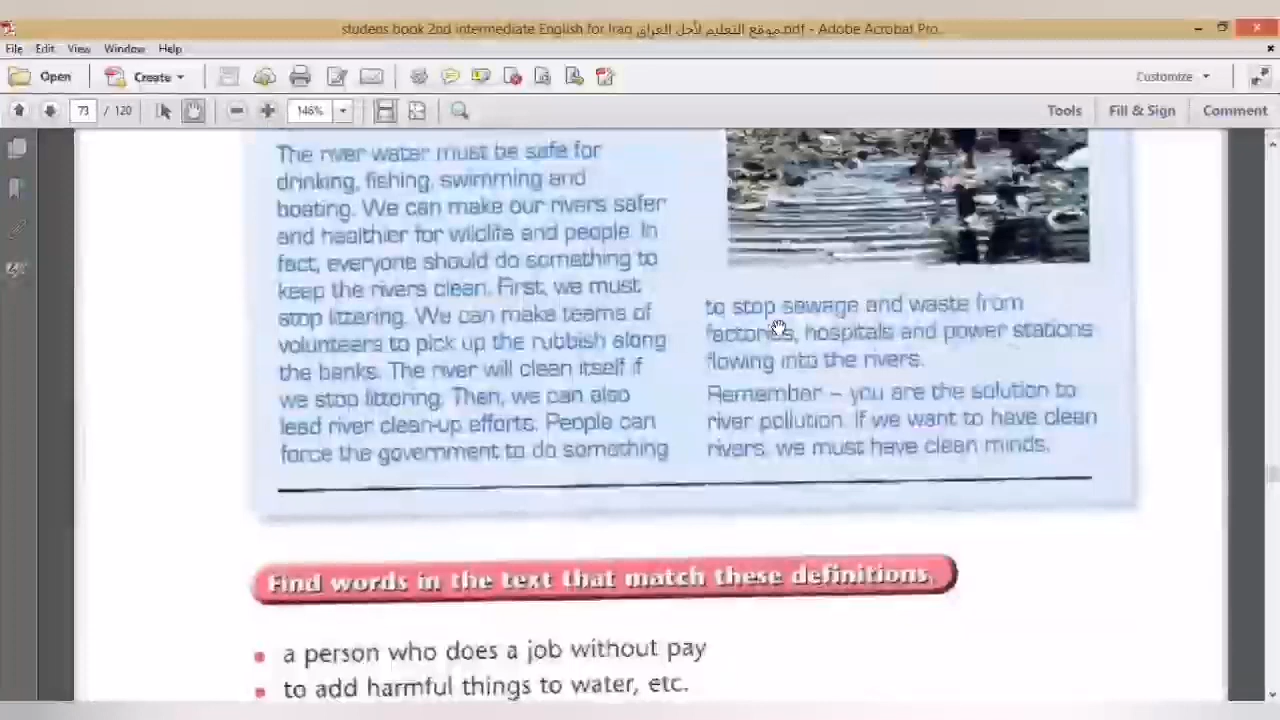 studens book 2nd intermediate English for Iraq موقع التعليم لأجل العراق.pdf - Adobe Acrobat Pro
File Edit View Window Help
Open Create Customize
73 / 120 146% Tools Fill & Sign Comment
The river water must be safe for
drinking, fishing, swimming and
boating. We can make our rivers safer
and healthier for wildlife and people. In
fact, everyone should do something to
keep the rivers clean. First, we must
stop littering. We can make teams of
volunteers to pick up the rubbish along
the banks. The river will clean itself if
we stop littering. Then, we can also
lead river clean-up efforts. People can
force the government to do something
to stop sewage and waste from
factories, hospitals and power stations
flowing into the rivers.
Remember – you are the solution to
river pollution. If we want to have clean
rivers, we must have clean minds.
Find words in the text that match these definitions.
• a person who does a job without pay
• to add harmful things to water, etc.